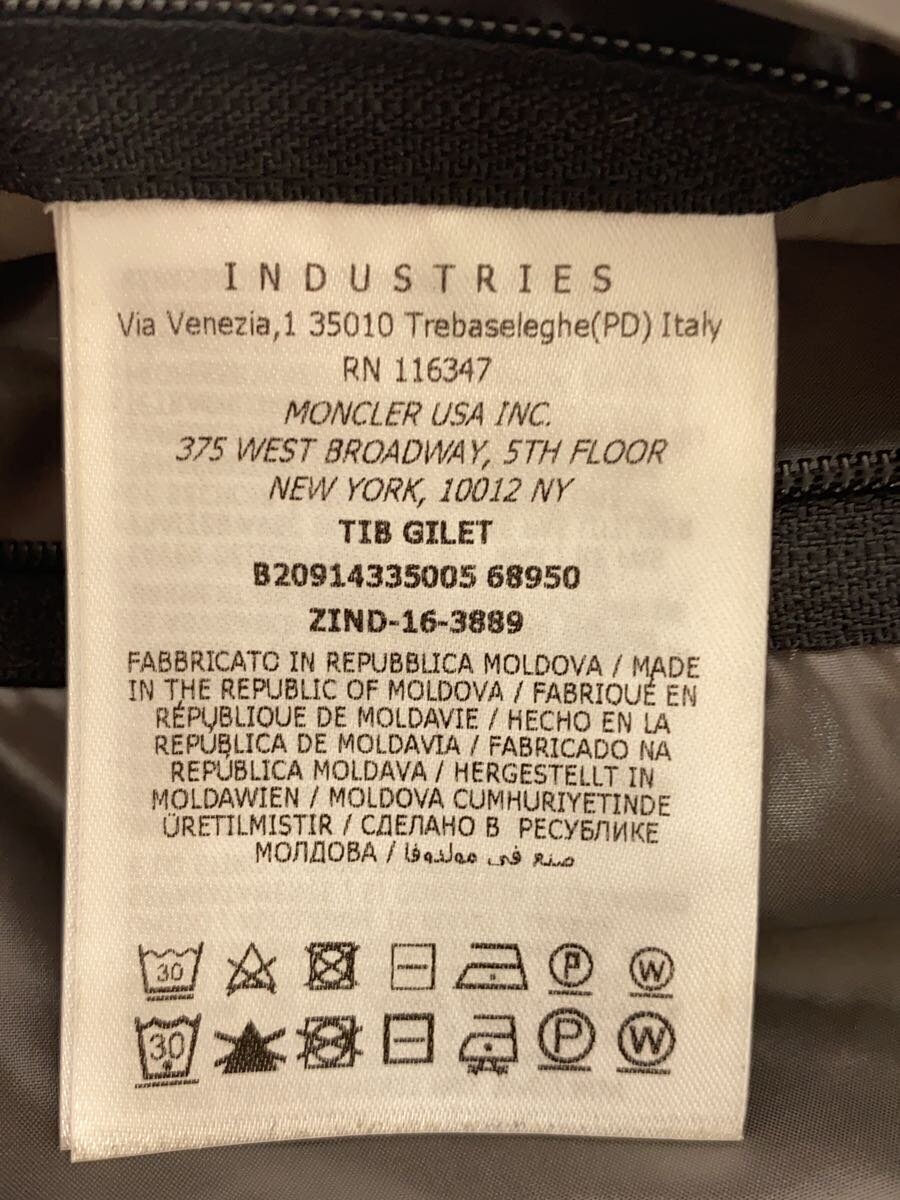 INDUSTRIES
Via Venezia,1 35010 Trebaseleghe(PD) Italy
RN 116347
MONCLER USA INC.
375 WEST BROADWAY, 5TH FLOOR
NEW YORK, 10012 NY
TIB GILET
B20914335005 68950
ZIND-16-3889
FABBRICATO IN REPUBBLICA MOLDOVA / MADE
IN THE REPUBLIC OF MOLDOVA / FABRIQUÉ EN
RÉPUBLIQUE DE MOLDAVIE / HECHO EN LA
REPÚBLICA DE MOLDAVIA / FABRICADO NA
REPÚBLICA MOLDAVA / HERGESTELLT IN
MOLDAWIEN / MOLDOVA CUMHURIYETINDE
ÜRETILMISTIR / СДЕЛАНО В РЕСУБЛИКЕ
МОЛДОВА / صنع في مولدوفا
30 P W
30 P W